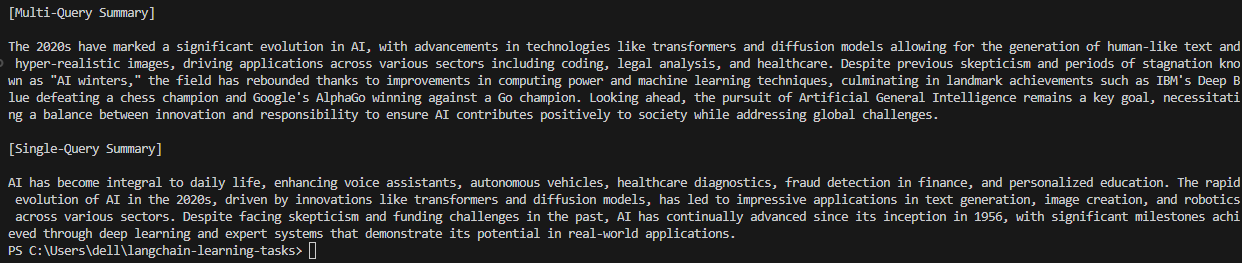 [Multi-Query Summary]
The 2020s have marked a significant evolution in AI, with advancements in technologies like transformers and diffusion models allowing for the generation of human-like text and
hyper-realistic images, driving applications across various sectors including coding, legal analysis, and healthcare. Despite previous skepticism and periods of stagnation kno
wn as "AI winters," the field has rebounded thanks to improvements in computing power and machine learning techniques, culminating in landmark achievements such as IBM's Deep B
lue defeating a chess champion and Google's AlphaGo winning against a Go champion. Looking ahead, the pursuit of Artificial General Intelligence remains a key goal, necessitati
ng a balance between innovation and responsibility to ensure AI contributes positively to society while addressing global challenges.
[Single-Query Summary]
AI has become integral to daily life, enhancing voice assistants, autonomous vehicles, healthcare diagnostics, fraud detection in finance, and personalized education. The rapid
evolution of AI in the 2020s, driven by innovations like transformers and diffusion models, has led to impressive applications in text generation, image creation, and robotics
across various sectors. Despite facing skepticism and funding challenges in the past, AI has continually advanced since its inception in 1956, with significant milestones achi
eved through deep learning and expert systems that demonstrate its potential in real-world applications.
PS C:\Users\dell\langchain-learning-tasks>